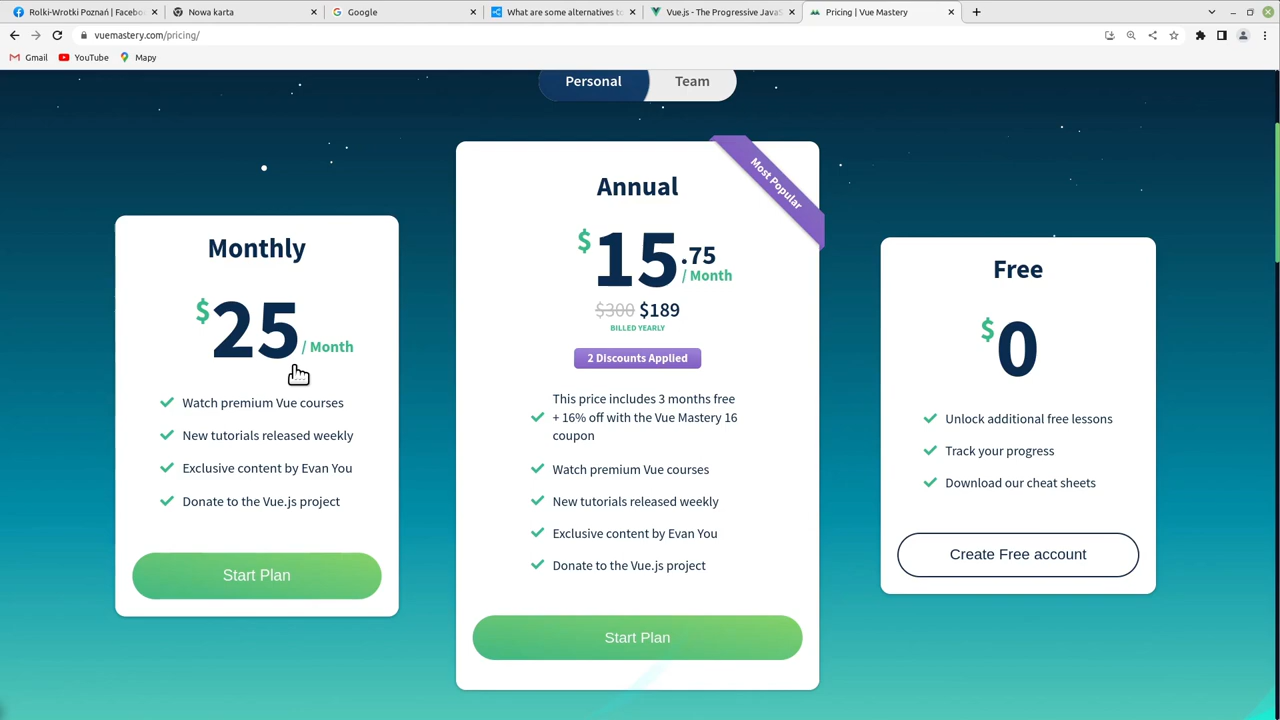 Rolki-Wrotki Poznań | Facebo
Nowa karta
Google
What are some alternatives to
Vue.js - The Progressive JavaS
Pricing | Vue Mastery
vuemastery.com/pricing/
Gmail
YouTube
Mapy
Personal
Team
Monthly
$25 / Month
Watch premium Vue courses
New tutorials released weekly
Exclusive content by Evan You
Donate to the Vue.js project
Start Plan
Most Popular
Annual
$15.75 / Month
$300 $189
BILLED YEARLY
2 Discounts Applied
This price includes 3 months free
+ 16% off with the Vue Mastery 16
coupon
Watch premium Vue courses
New tutorials released weekly
Exclusive content by Evan You
Donate to the Vue.js project
Start Plan
Free
$0
Unlock additional free lessons
Track your progress
Download our cheat sheets
Create Free account